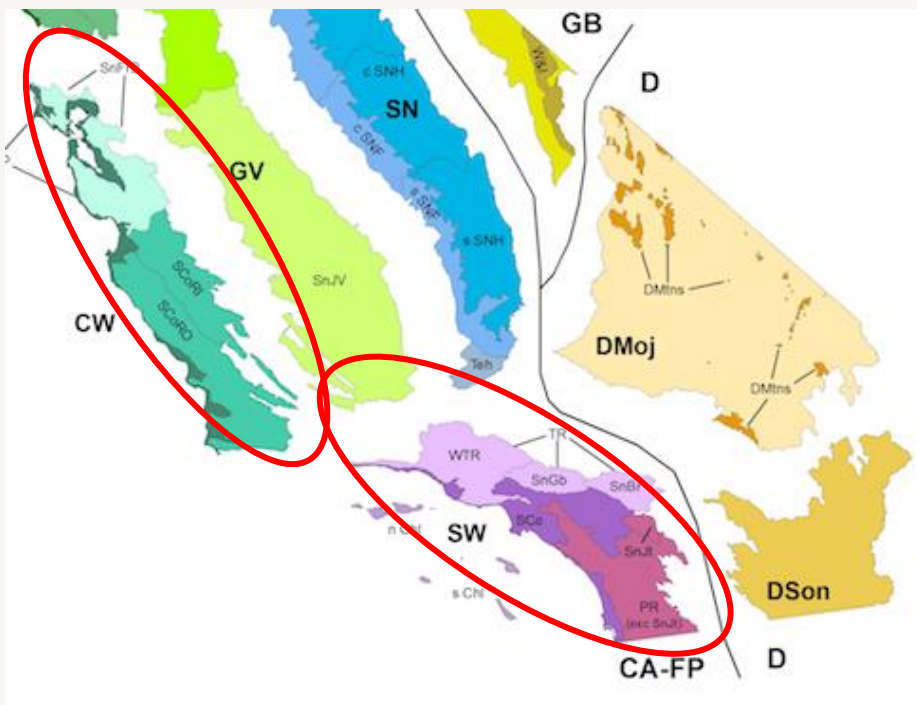 GB
SnFrB
W&I
D
c SNH
SN
c SNF
GV
s SNF
s SNH
SnJV
SCoRI
DMtns
CW
SCoRO
DMoj
Teh
DMtns
TR
WTR
SnGb
SnBr
SCo
n ChI
SW
SnJt
s ChI
DSon
PR
(exc SnJt)
CA-FP
D